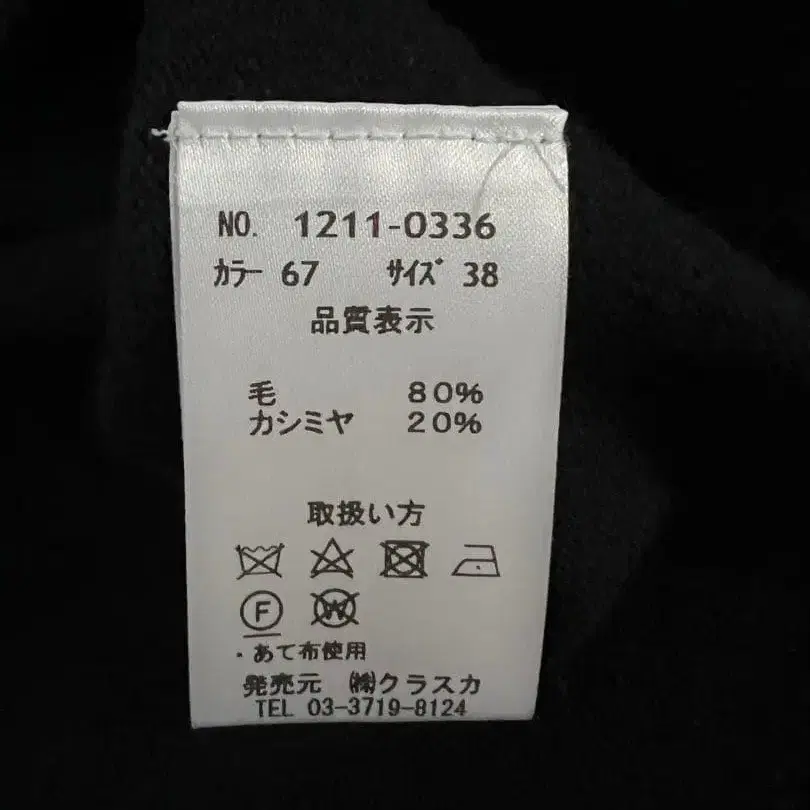 NO. 1211-0336
カラー 67 サイズ 38
品質表示
毛 80%
カシミヤ 20%
取扱い方
F W
・あて布使用
発売元 ㈱クラスカ
TEL 03-3719-8124